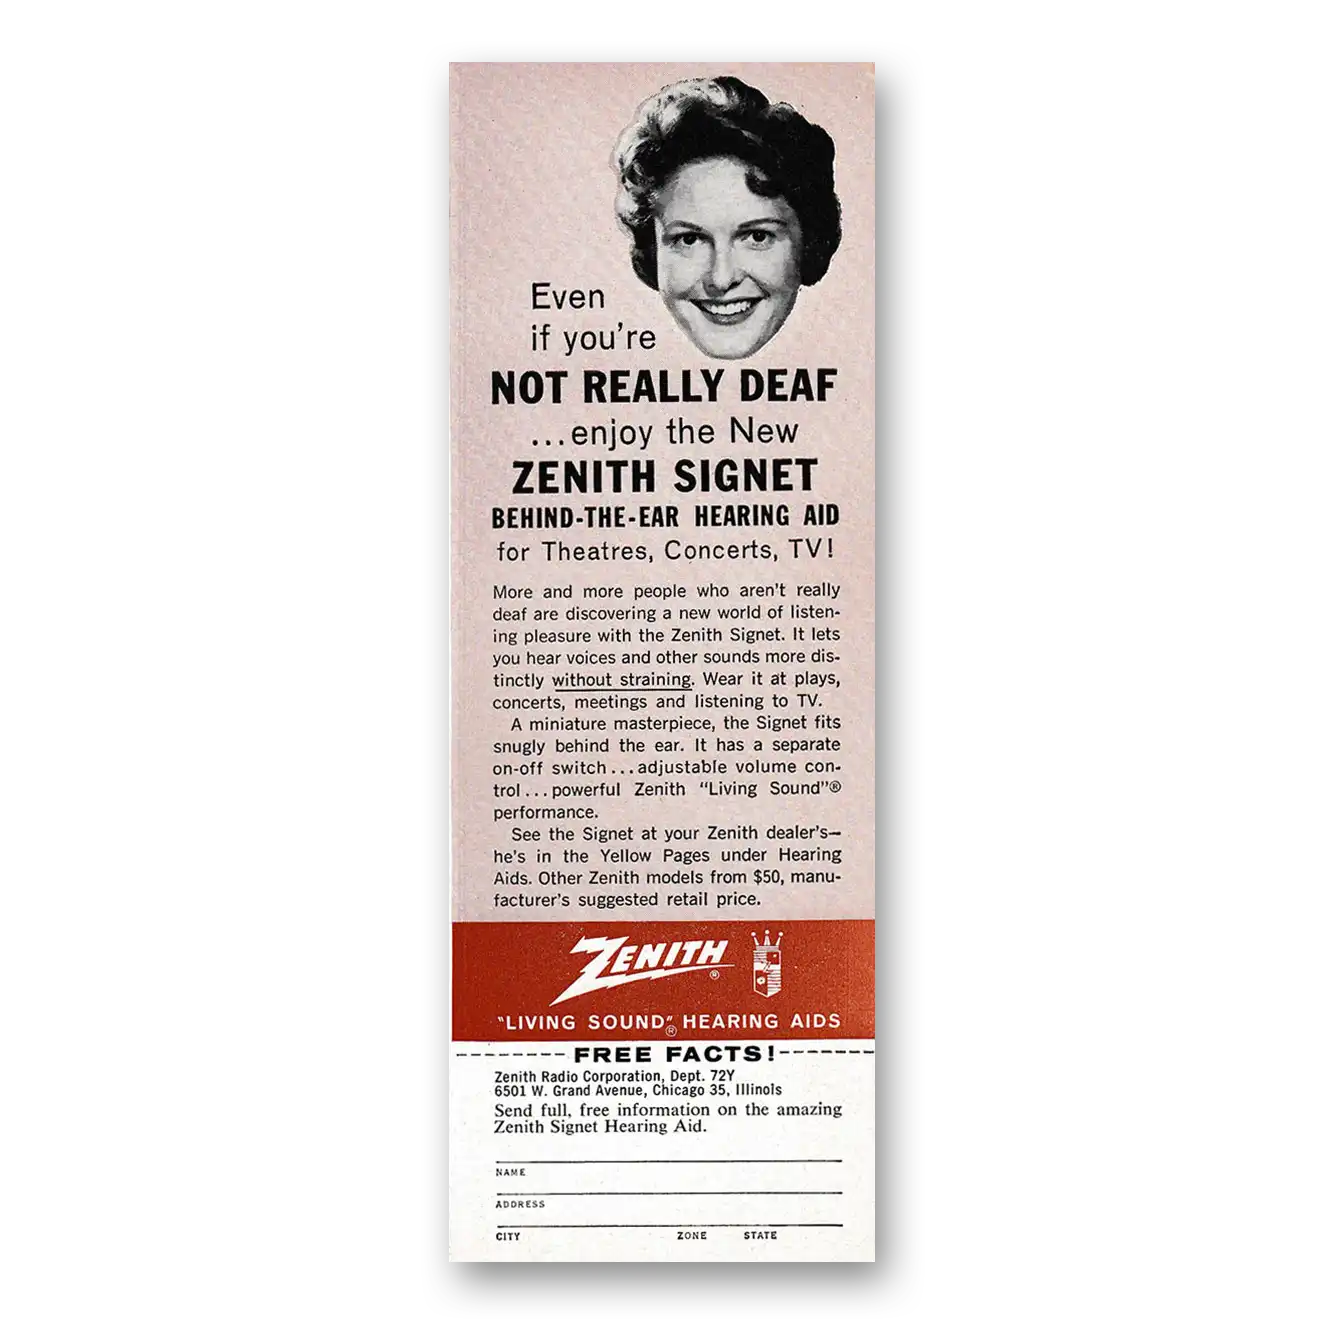 Even
if you're
NOT REALLY DEAF
...enjoy the New
ZENITH SIGNET
BEHIND-THE-EAR HEARING AID
for Theatres, Concerts, TV!
More and more people who aren't really
deaf are discovering a new world of listen-
ing pleasure with the Zenith Signet. It lets
you hear voices and other sounds more dis-
tinctly without straining. Wear it at plays,
concerts, meetings and listening to TV.
A miniature masterpiece, the Signet fits
snugly behind the ear. It has a separate
on-off switch...adjustable volume con-
trol...powerful Zenith "Living Sound"®
performance.
See the Signet at your Zenith dealer's—
he's in the Yellow Pages under Hearing
Aids. Other Zenith models from $50, manu-
facturer's suggested retail price.
ZENITH®
"LIVING SOUND"® HEARING AIDS
FREE FACTS!
Zenith Radio Corporation, Dept. 72Y
6501 W. Grand Avenue, Chicago 35, Illinols
Send full, free information on the amazing
Zenith Signet Hearing Aid.
NAME
ADDRESS
CITY ZONE STATE